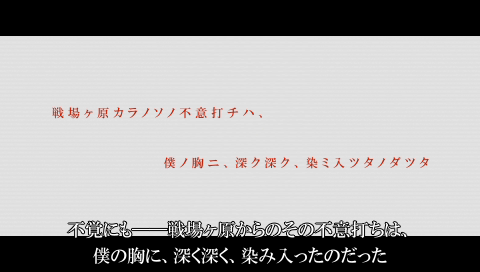 戦場ヶ原カラノソノ不意打チハ、
僕ノ胸ニ、深ク深ク、染ミ入ツタノダツタ
不覚にも――戦場ヶ原からのその不意打ちは、
僕の胸に、深く深く、染み入ったのだった